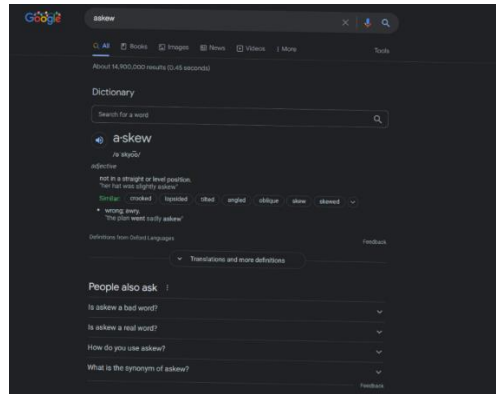 Google
askew
All Books Images News Videos More Tools
About 14,900,000 results (0.45 seconds)
Dictionary
Search for a word
a·skew
/əˈskyo͞o/
adjective
not in a straight or level position.
"her hat was slightly askew"
Similar: crooked lopsided tilted angled oblique skew skewed
• wrong; awry.
"the plan went sadly askew"
Definitions from Oxford Languages Feedback
Translations and more definitions
People also ask
Is askew a bad word?
Is askew a real word?
How do you use askew?
What is the synonym of askew?
Feedback